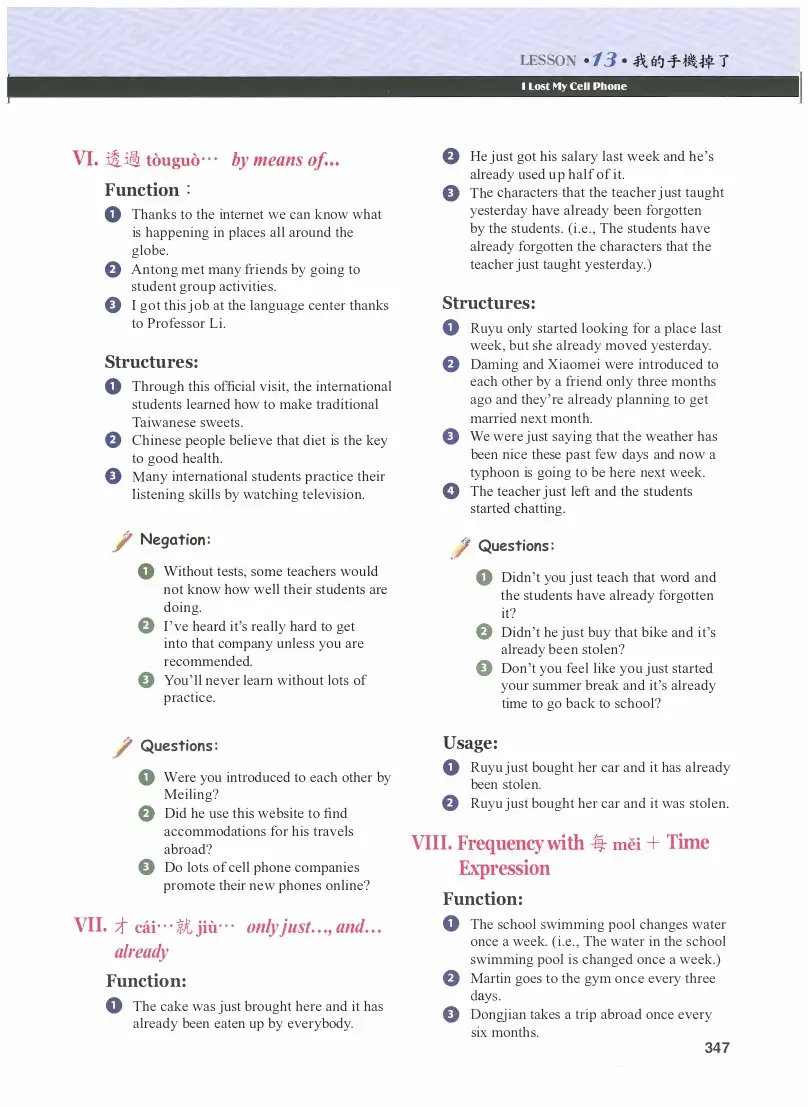 LESSON • 13 • 我的手機掉了
I Lost My Cell Phone
VI. 透過 tòuguò… by means of...
Function：
1 Thanks to the internet we can know what
is happening in places all around the
globe.
2 Antong met many friends by going to
student group activities.
3 I got this job at the language center thanks
to Professor Li.
Structures:
1 Through this official visit, the international
students learned how to make traditional
Taiwanese sweets.
2 Chinese people believe that diet is the key
to good health.
3 Many international students practice their
listening skills by watching television.
Negation:
1 Without tests, some teachers would
not know how well their students are
doing.
2 I've heard it's really hard to get
into that company unless you are
recommended.
3 You'll never learn without lots of
practice.
Questions:
1 Were you introduced to each other by
Meiling?
2 Did he use this website to find
accommodations for his travels
abroad?
3 Do lots of cell phone companies
promote their new phones online?
VII. 才 cái…就 jiù… only just…, and…
already
Function:
1 The cake was just brought here and it has
already been eaten up by everybody.
2 He just got his salary last week and he's
already used up half of it.
3 The characters that the teacher just taught
yesterday have already been forgotten
by the students. (i.e., The students have
already forgotten the characters that the
teacher just taught yesterday.)
Structures:
1 Ruyu only started looking for a place last
week, but she already moved yesterday.
2 Daming and Xiaomei were introduced to
each other by a friend only three months
ago and they're already planning to get
married next month.
3 We were just saying that the weather has
been nice these past few days and now a
typhoon is going to be here next week.
4 The teacher just left and the students
started chatting.
Questions:
1 Didn't you just teach that word and
the students have already forgotten
it?
2 Didn't he just buy that bike and it's
already been stolen?
3 Don't you feel like you just started
your summer break and it's already
time to go back to school?
Usage:
1 Ruyu just bought her car and it has already
been stolen.
2 Ruyu just bought her car and it was stolen.
VIII. Frequency with 每 měi + Time
Expression
Function:
1 The school swimming pool changes water
once a week. (i.e., The water in the school
swimming pool is changed once a week.)
2 Martin goes to the gym once every three
days.
3 Dongjian takes a trip abroad once every
six months.
347